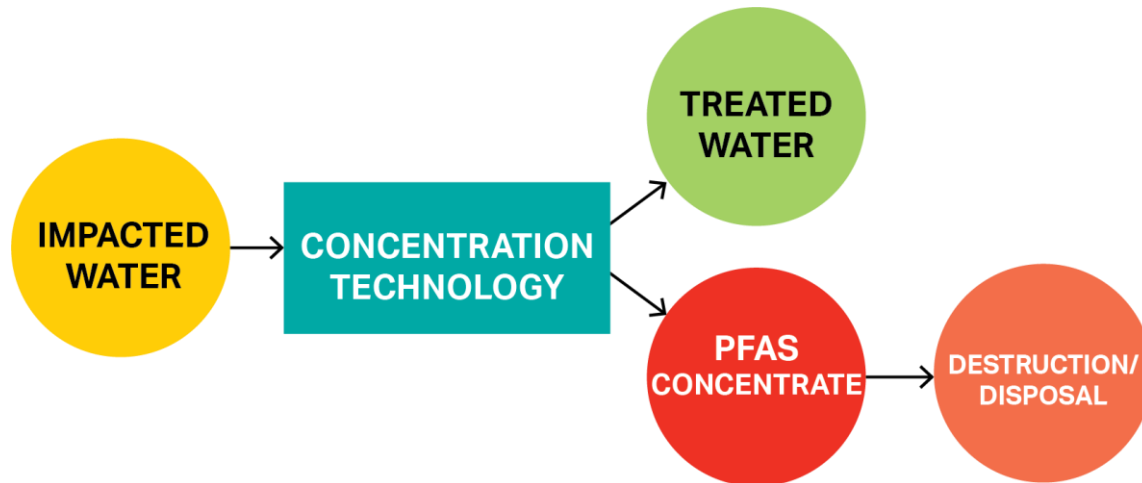 IMPACTED
WATER
CONCENTRATION
TECHNOLOGY
TREATED
WATER
PFAS
CONCENTRATE
DESTRUCTION/
DISPOSAL